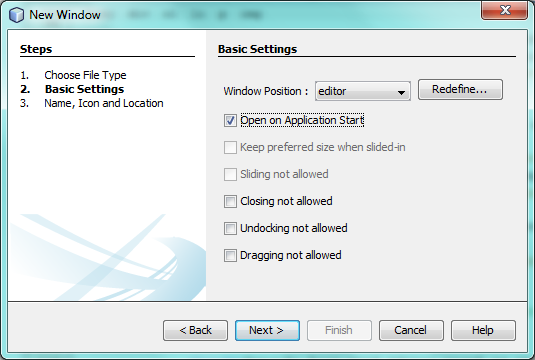 New Window
Steps
1. Choose File Type
2. Basic Settings
3. Name, Icon and Location
Basic Settings
Window Position : editor Redefine...
Open on Application Start
Keep preferred size when slided-in
Sliding not allowed
Closing not allowed
Undocking not allowed
Dragging not allowed
< Back Next > Finish Cancel Help